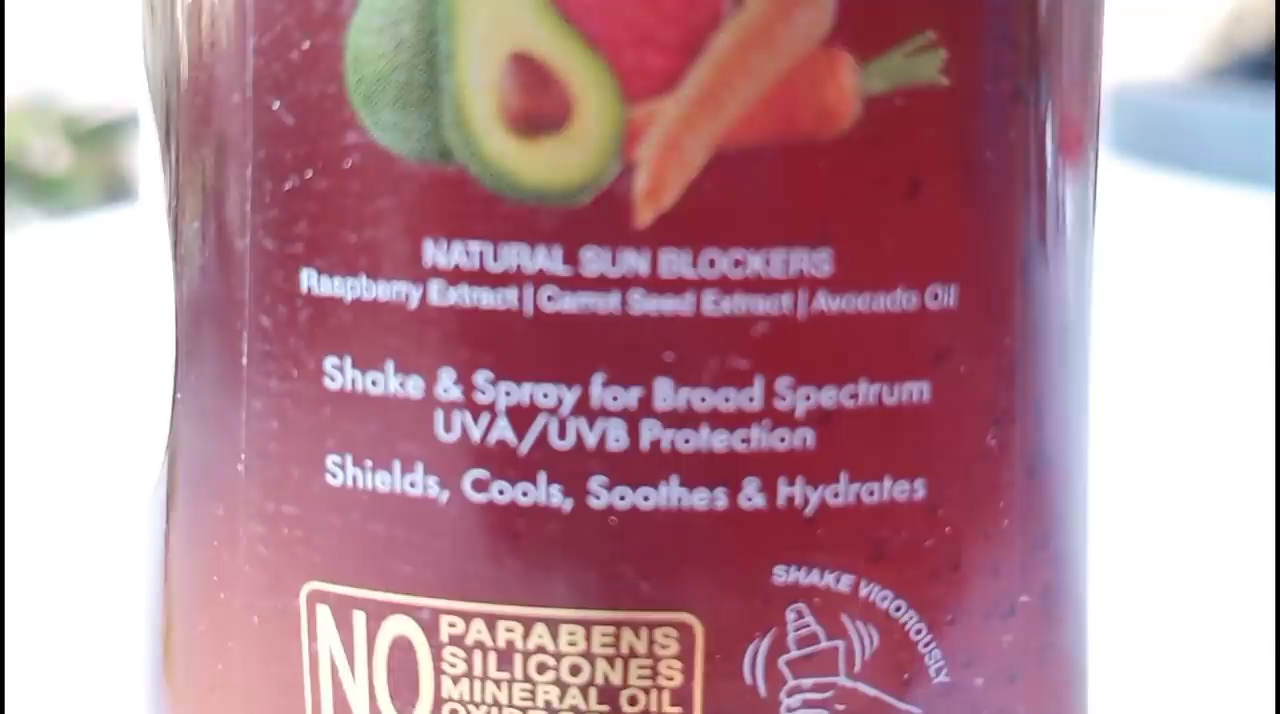 NATURAL SUN BLOCKERS
Raspberry Extract | Carrot Seed Extract | Avocado Oil
Shake & Spray for Broad Spectrum
UVA/UVB Protection
Shields, Cools, Soothes & Hydrates
SHAKE VIGOROUSLY
NO PARABENS
SILICONES
MINERAL OIL